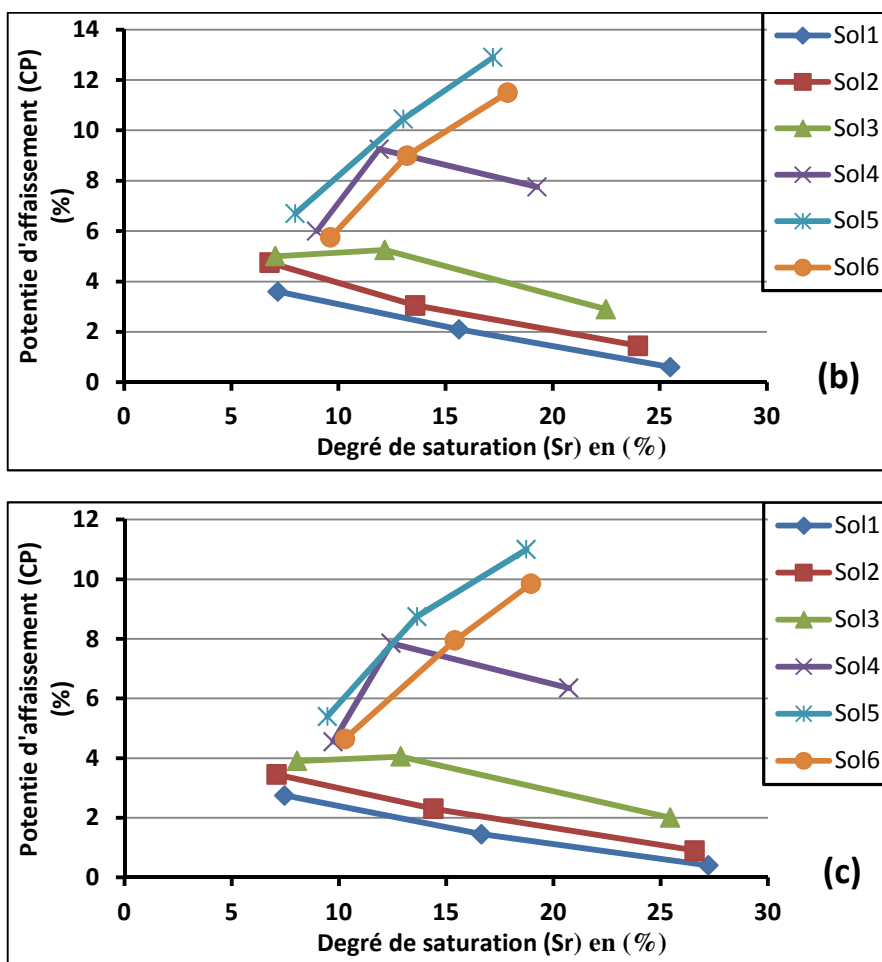 14
12
10
8
6
4
2
0
Potentie d'affaissement (CP)
(%)
0 5 10 15 20 25 30
Degré de saturation (Sr) en (%)
Sol1
Sol2
Sol3
Sol4
Sol5
Sol6
(b)
12
10
8
6
4
2
0
Potentie d'affaissement (CP)
(%)
0 5 10 15 20 25 30
Degré de saturation (Sr) en (%)
Sol1
Sol2
Sol3
Sol4
Sol5
Sol6
(c)